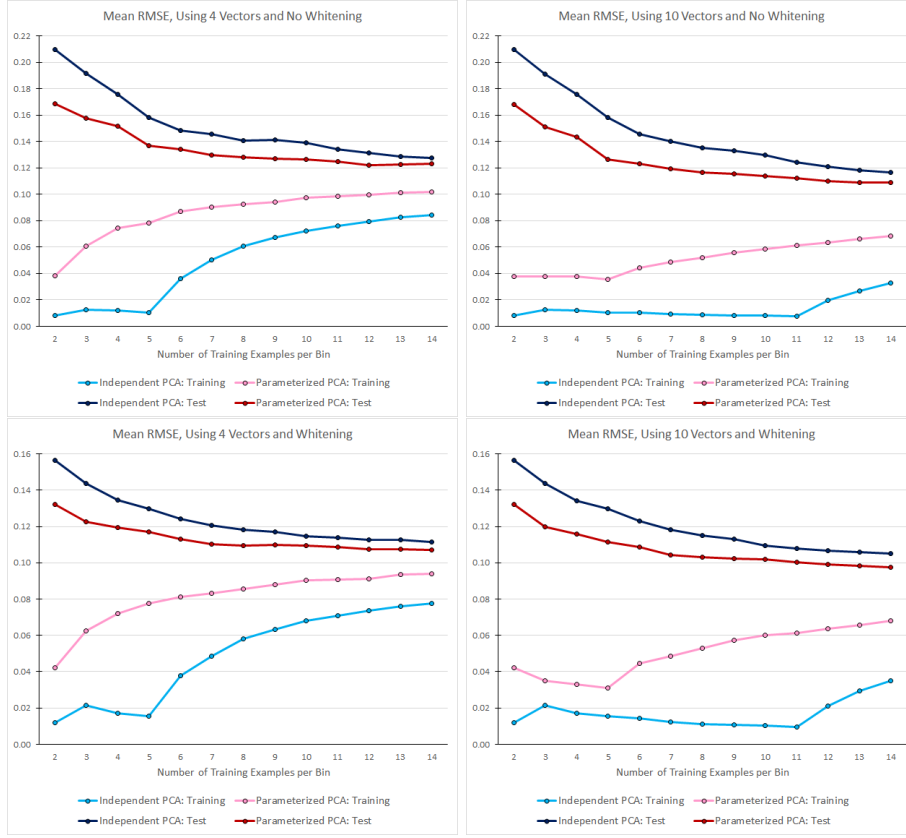 Mean RMSE, Using 4 Vectors and No Whitening
0.22
0.20
0.18
0.16
0.14
0.12
0.10
0.08
0.06
0.04
0.02
0.00
2 3 4 5 6 7 8 9 10 11 12 13 14
Number of Training Examples per Bin
Independent PCA: Training Parameterized PCA: Training
Independent PCA: Test Parameterized PCA: Test
Mean RMSE, Using 10 Vectors and No Whitening
0.22
0.20
0.18
0.16
0.14
0.12
0.10
0.08
0.06
0.04
0.02
0.00
2 3 4 5 6 7 8 9 10 11 12 13 14
Number of Training Examples per Bin
Independent PCA: Training Parameterized PCA: Training
Independent PCA: Test Parameterized PCA: Test
Mean RMSE, Using 4 Vectors and Whitening
0.16
0.14
0.12
0.10
0.08
0.06
0.04
0.02
0.00
2 3 4 5 6 7 8 9 10 11 12 13 14
Number of Training Examples per Bin
Independent PCA: Training Parameterized PCA: Training
Independent PCA: Test Parameterized PCA: Test
Mean RMSE, Using 10 Vectors and Whitening
0.16
0.14
0.12
0.10
0.08
0.06
0.04
0.02
0.00
2 3 4 5 6 7 8 9 10 11 12 13 14
Number of Training Examples per Bin
Independent PCA: Training Parameterized PCA: Training
Independent PCA: Test Parameterized PCA: Test